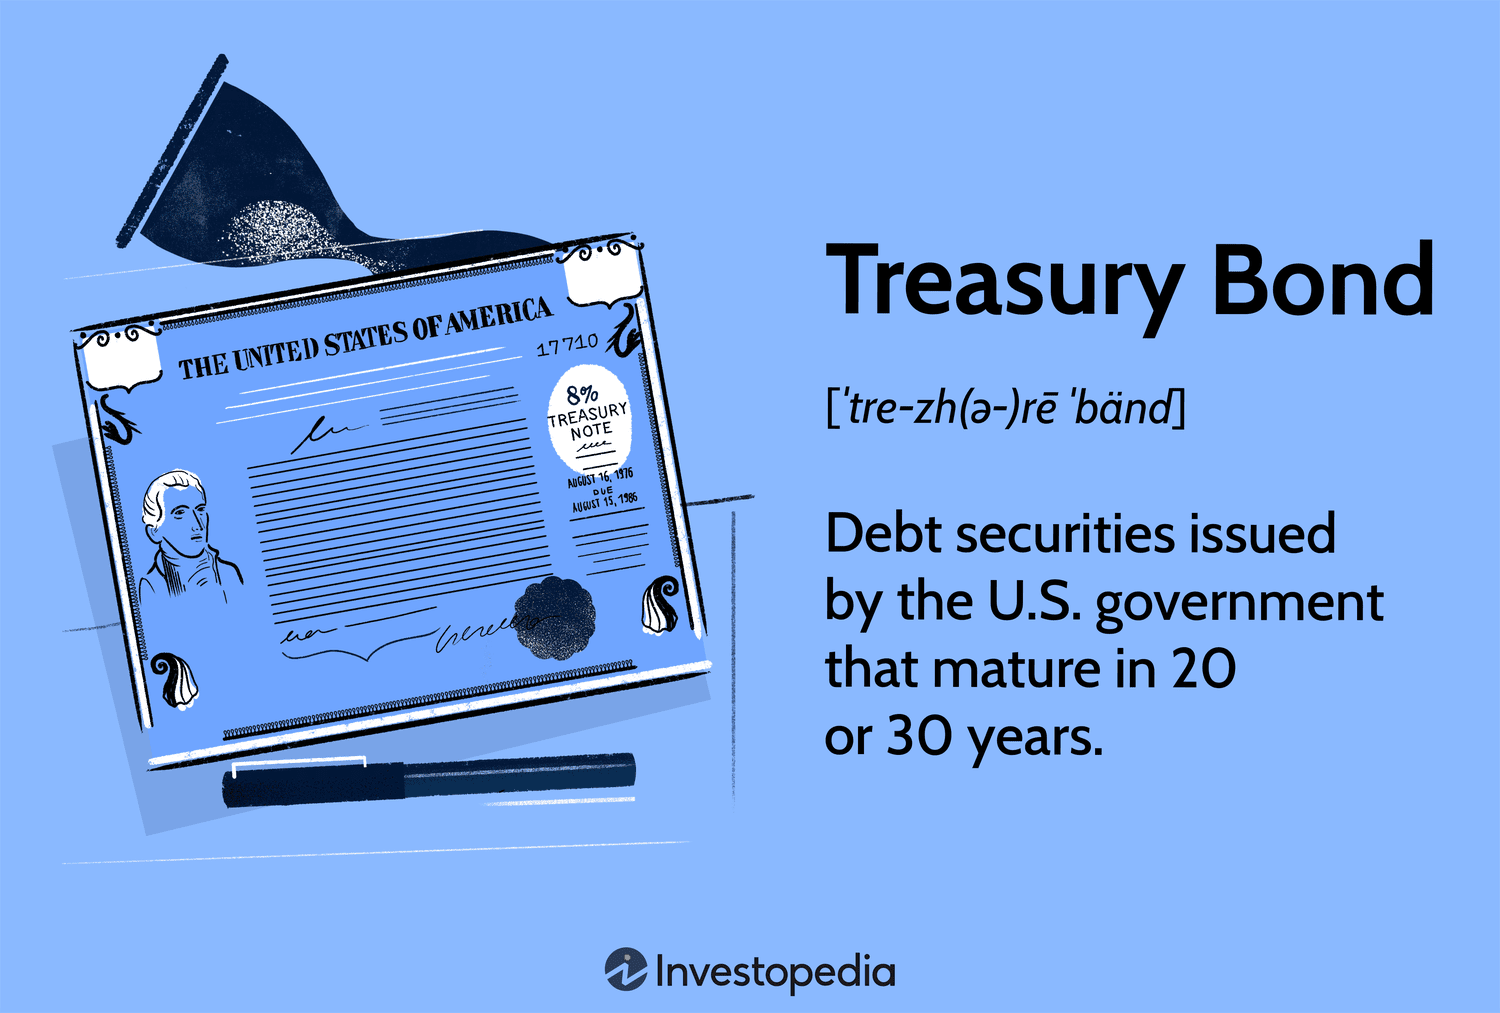 THE UNITED STATES OF AMERICA
17710
8%
TREASURY
NOTE
AUGUST 16, 1976
DUE
AUGUST 15, 1986
Treasury Bond
[ˈtre-zh(ə-)rē ˈbänd]
Debt securities issued
by the U.S. government
that mature in 20
or 30 years.
Investopedia